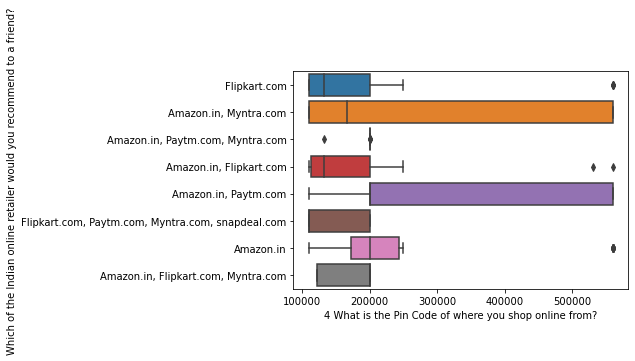 Which of the Indian online retailer would you recommend to a friend?
Flipkart.com
Amazon.in, Myntra.com
Amazon.in, Paytm.com, Myntra.com
Amazon.in, Flipkart.com
Amazon.in, Paytm.com
Flipkart.com, Paytm.com, Myntra.com, snapdeal.com
Amazon.in
Amazon.in, Flipkart.com, Myntra.com
100000 200000 300000 400000 500000
4 What is the Pin Code of where you shop online from?